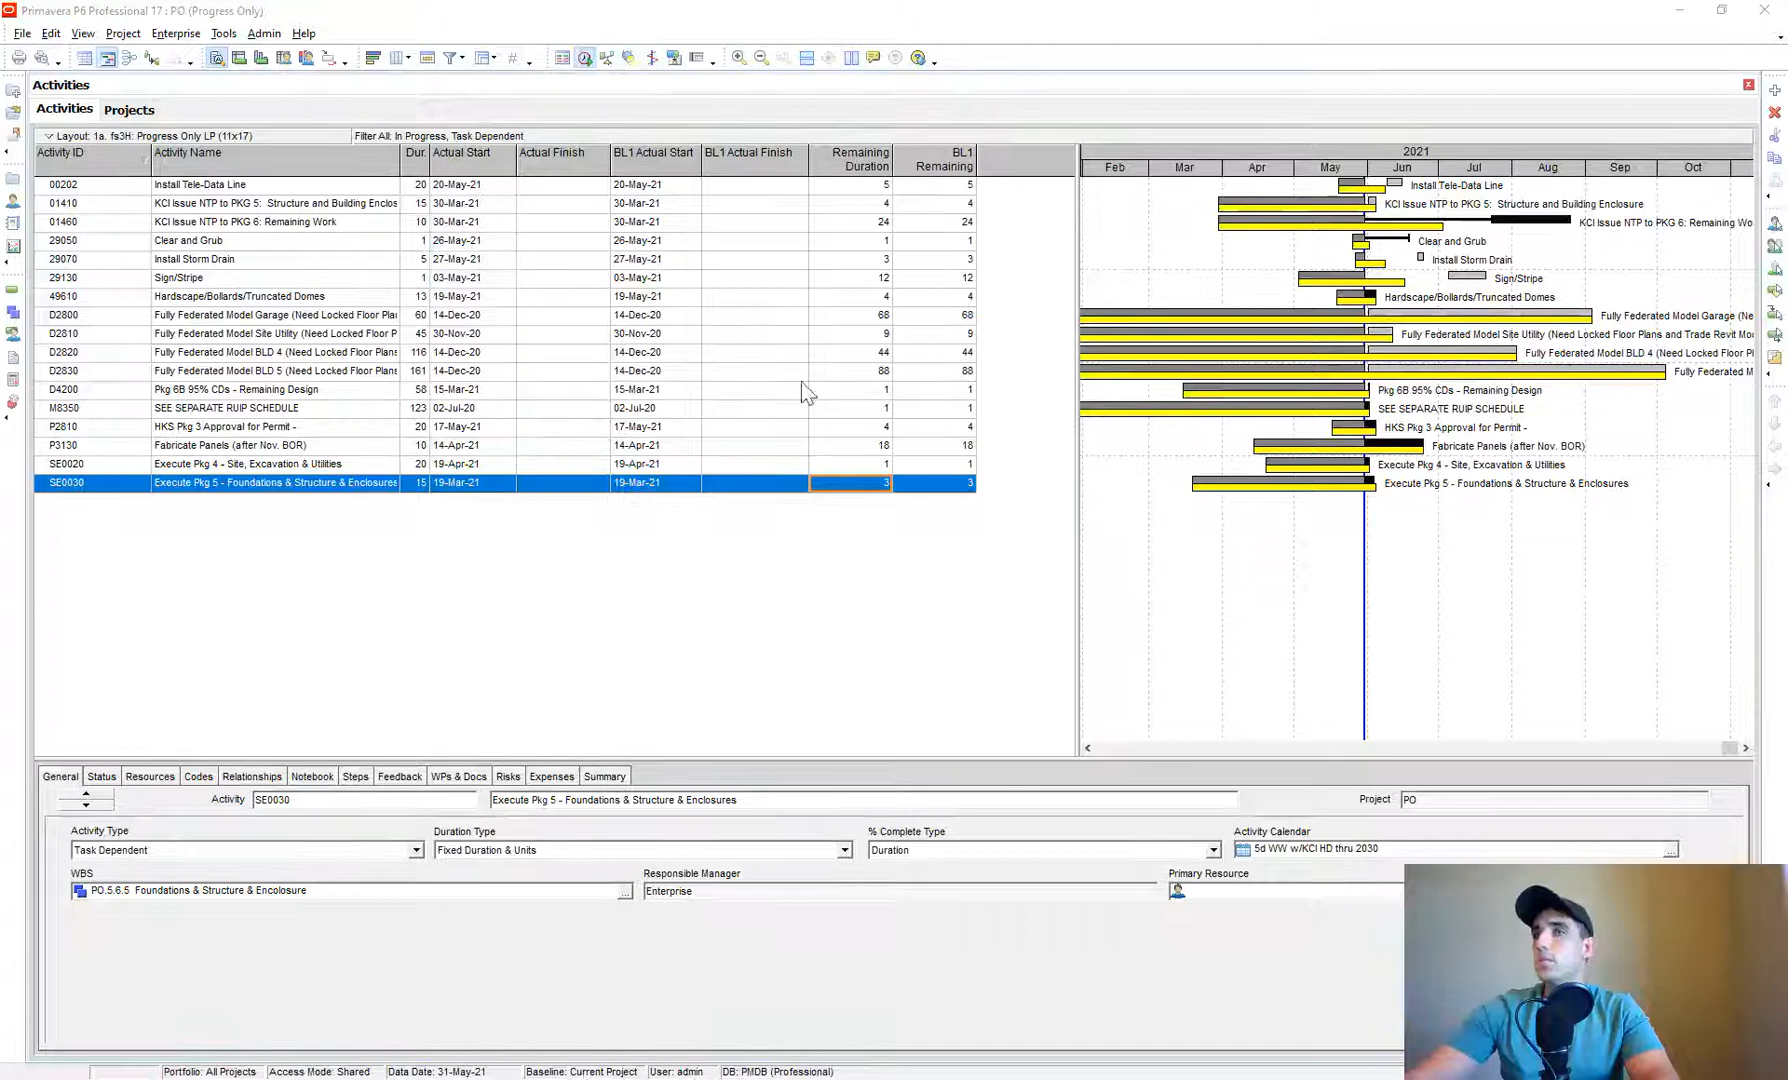 Primavera P6 Professional 17 : PO (Progress Only)
File Edit View Project Enterprise Tools Admin Help
Activities
Activities Projects
Layout: 1a. fs3H: Progress Only LP (11x17) Filter All: In Progress, Task Dependent
Activity ID Activity Name Dur. Actual Start Actual Finish BL1 Actual Start BL1 Actual Finish Remaining Duration BL1 Remaining
00202 Install Tele-Data Line 20 20-May-21 20-May-21 5 5
01410 KCI Issue NTP to PKG 5: Structure and Building Enclos 15 30-Mar-21 30-Mar-21 4 4
01460 KCI Issue NTP to PKG 6: Remaining Work 10 30-Mar-21 30-Mar-21 24 24
29050 Clear and Grub 1 26-May-21 26-May-21 1 1
29070 Install Storm Drain 5 27-May-21 27-May-21 3 3
29130 Sign/Stripe 1 03-May-21 03-May-21 12 12
49610 Hardscape/Bollards/Truncated Domes 13 19-May-21 19-May-21 4 4
D2800 Fully Federated Model Garage (Need Locked Floor Plar 60 14-Dec-20 14-Dec-20 68 68
D2810 Fully Federated Model Site Utility (Need Locked Floor P 45 30-Nov-20 30-Nov-20 9 9
D2820 Fully Federated Model BLD 4 (Need Locked Floor Plans 116 14-Dec-20 14-Dec-20 44 44
D2830 Fully Federated Model BLD 5 (Need Locked Floor Plans 161 14-Dec-20 14-Dec-20 88 88
D4200 Pkg 6B 95% CDs - Remaining Design 58 15-Mar-21 15-Mar-21 1 1
M8350 SEE SEPARATE RUIP SCHEDULE 123 02-Jul-20 02-Jul-20 1 1
P2810 HKS Pkg 3 Approval for Permit - 20 17-May-21 17-May-21 4 4
P3130 Fabricate Panels (after Nov. BOR) 10 14-Apr-21 14-Apr-21 18 18
SE0020 Execute Pkg 4 - Site, Excavation & Utilities 20 19-Apr-21 19-Apr-21 1 1
SE0030 Execute Pkg 5 - Foundations & Structure & Enclosures 15 19-Mar-21 19-Mar-21 3 3
2021
Feb Mar Apr May Jun Jul Aug Sep Oct
Install Tele-Data Line
KCI Issue NTP to PKG 5: Structure and Building Enclosure
KCI Issue NTP to PKG 6: Remaining Wo
Clear and Grub
Install Storm Drain
Sign/Stripe
Hardscape/Bollards/Truncated Domes
Fully Federated Model Garage (Ne
Fully Federated Model Site Utility (Need Locked Floor Plans and Trade Revit Mo
Fully Federated Model BLD 4 (Need Locked Floor Pl
Fully Federated M
Pkg 6B 95% CDs - Remaining Design
SEE SEPARATE RUIP SCHEDULE
HKS Pkg 3 Approval for Permit -
Fabricate Panels (after Nov. BOR)
Execute Pkg 4 - Site, Excavation & Utilities
Execute Pkg 5 - Foundations & Structure & Enclosures
General Status Resources Codes Relationships Notebook Steps Feedback WPs & Docs Risks Expenses Summary
Activity SE0030 Execute Pkg 5 - Foundations & Structure & Enclosures Project PO
Activity Type Duration Type % Complete Type Activity Calendar
Task Dependent Fixed Duration & Units Duration 5d WW w/KCI HD thru 2030
WBS Responsible Manager Primary Resource
PO.5.6.5 Foundations & Structure & Encolosure Enterprise
Portfolio: All Projects Access Mode: Shared Data Date: 31-May-21 Baseline: Current Project User: admin DB: PMDB (Professional)